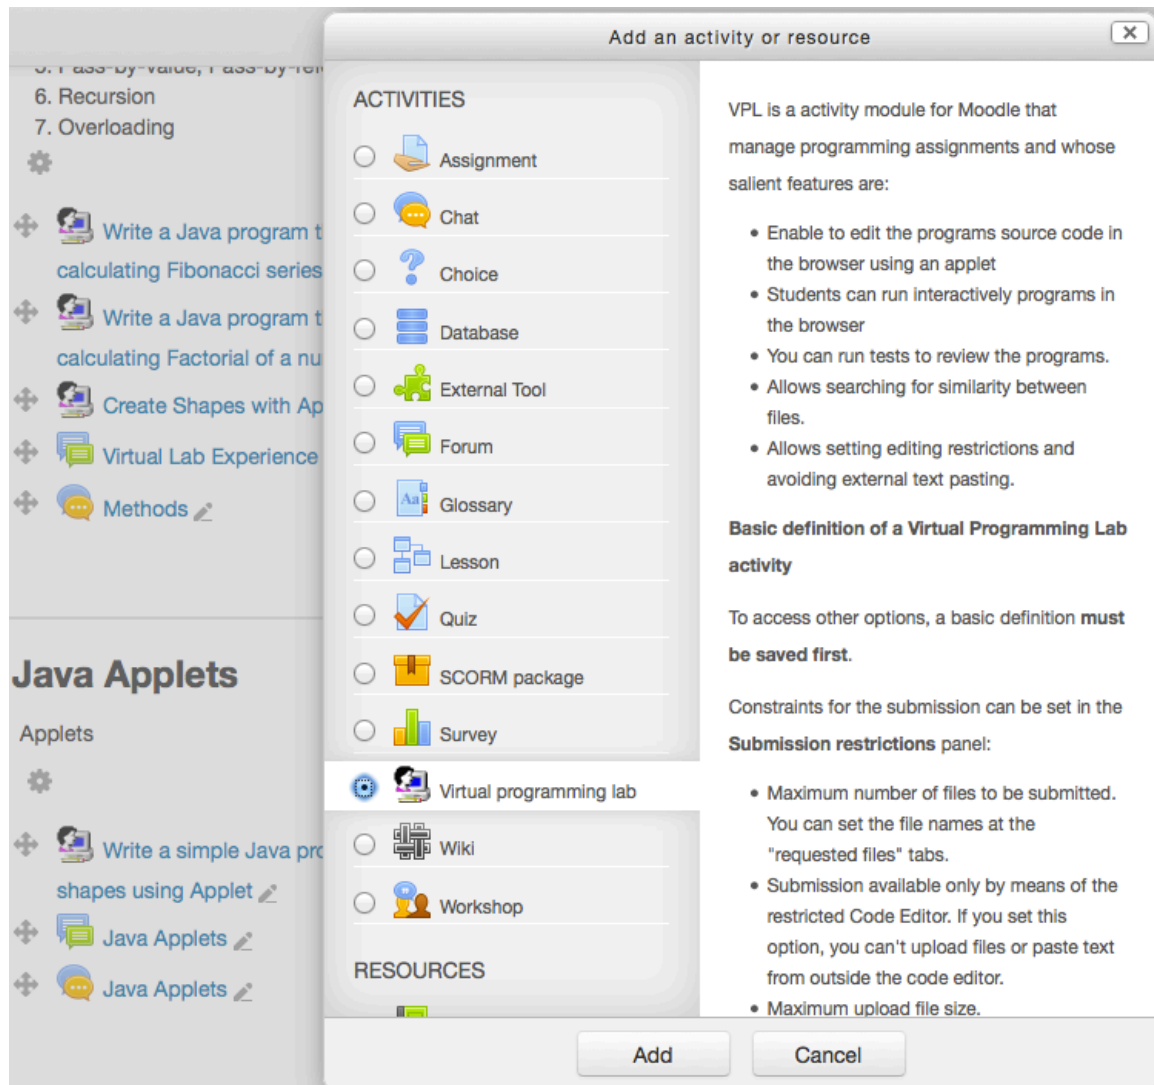 Add an activity or resource
5. Pass-by-value, Pass-by-ref
6. Recursion
7. Overloading
Write a Java program t
calculating Fibonacci series
Write a Java program t
calculating Factorial of a nu
Create Shapes with Ap
Virtual Lab Experience
Methods
Java Applets
Applets
Write a simple Java pro
shapes using Applet
Java Applets
Java Applets
ACTIVITIES
Assignment
Chat
Choice
Database
External Tool
Forum
Aa
Glossary
Lesson
Quiz
SCORM package
Survey
Virtual programming lab
Wiki
Workshop
RESOURCES
VPL is a activity module for Moodle that
manage programming assignments and whose
salient features are:
• Enable to edit the programs source code in
the browser using an applet
• Students can run interactively programs in
the browser
• You can run tests to review the programs.
• Allows searching for similarity between
files.
• Allows setting editing restrictions and
avoiding external text pasting.
Basic definition of a Virtual Programming Lab
activity
To access other options, a basic definition must
be saved first.
Constraints for the submission can be set in the
Submission restrictions panel:
• Maximum number of files to be submitted.
You can set the file names at the
"requested files" tabs.
• Submission available only by means of the
restricted Code Editor. If you set this
option, you can't upload files or paste text
from outside the code editor.
• Maximum upload file size.
Add
Cancel